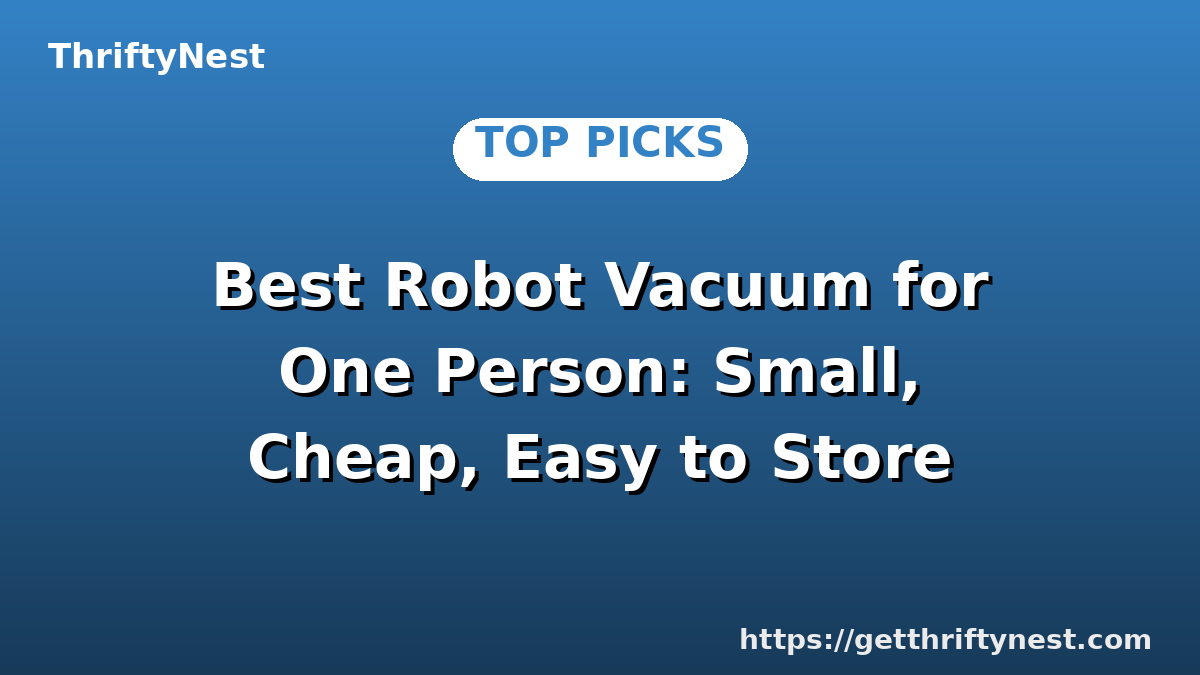 ThriftyNest
TOP PICKS
Best Robot Vacuum for
One Person: Small,
Cheap, Easy to Store
https://getthriftynest.com